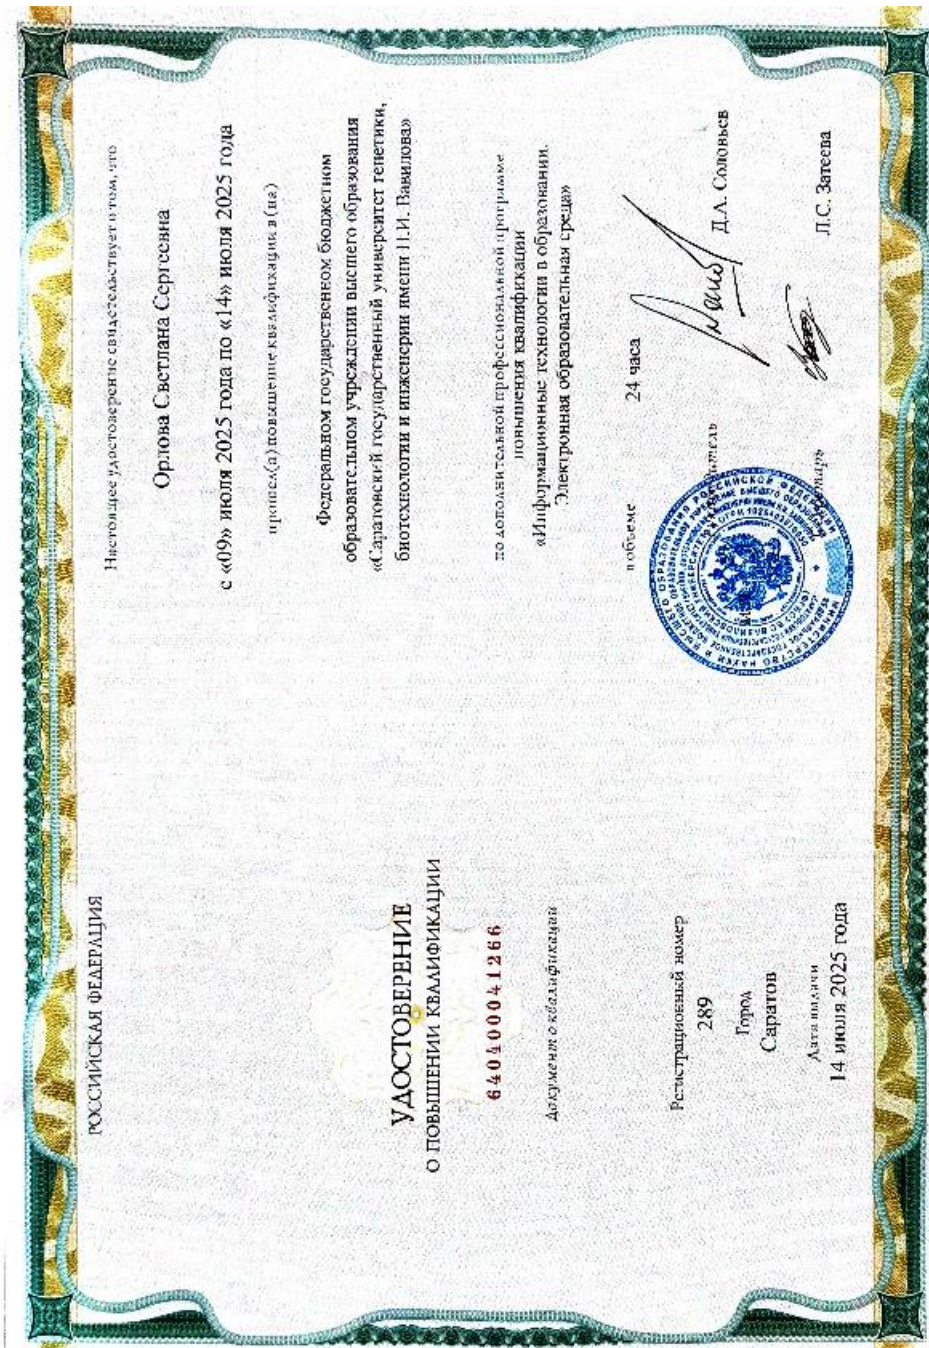 РОССИЙСКАЯ ФЕДЕРАЦИЯ
УДОСТОВЕРЕНИЕ
О ПОВЫШЕНИИ КВАЛИФИКАЦИИ
640400041266
Документ о квалификации
Регистрационный номер
289
Город
Саратов
Дата выдачи
14 июля 2025 года
Настоящее удостоверение свидетельствует о том, что
Орлова Светлана Сергеевна
с «09» июля 2025 года по «14» июля 2025 года
прошел(а) повышение квалификации в (на)
Федеральном государственном бюджетном
образовательном учреждении высшего образования
«Саратовский государственный университет генетики,
биотехнологии и инженерии имени Н.И. Вавилова»
по дополнительной профессиональной программе
повышения квалификации
«Информационные технологии в образовании.
Электронная образовательная среда»
в объеме
24 часа
Д.А. Соловьев
Л.С. Затеева